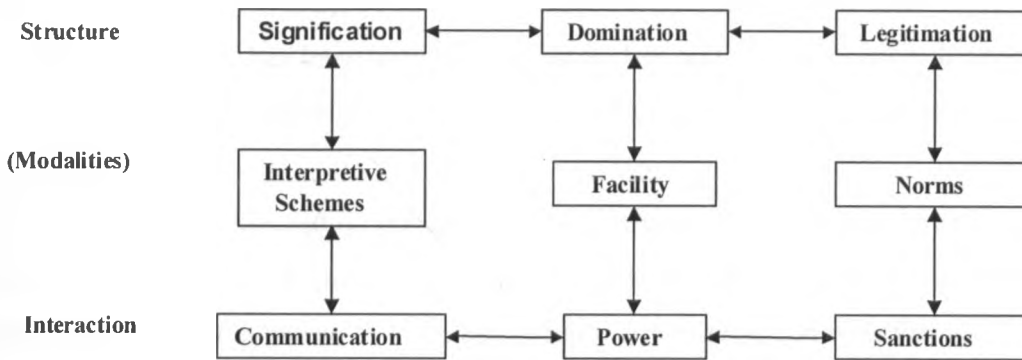 Structure Signification Domination Legitimation
(Modalities) Interpretive Schemes Facility Norms
Interaction Communication Power Sanctions